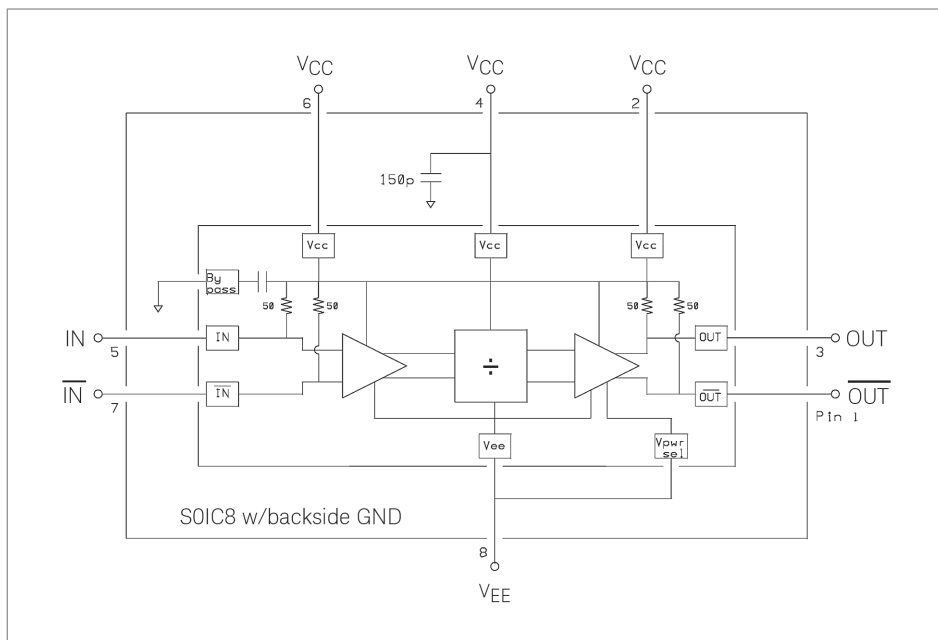 VCC VCC VCC
6 4 2
150p
Vcc Vcc Vcc
By
pass
50 50 50 50
IN 5 IN OUT 3 OUT
÷
IN 7 IN OUT OUT
Pin 1
Vee Vpwr
sel
SOIC8 w/backside GND
8
VEE